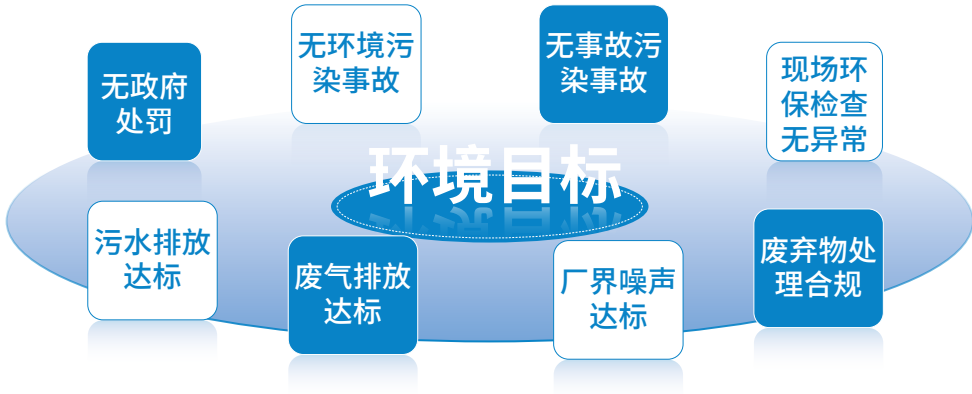 无政府
处罚
无环境污
染事故
无事故污
染事故
现场环
保检查
无异常
环境目标
污水排放
达标
废气排放
达标
厂界噪声
达标
废弃物处
理合规